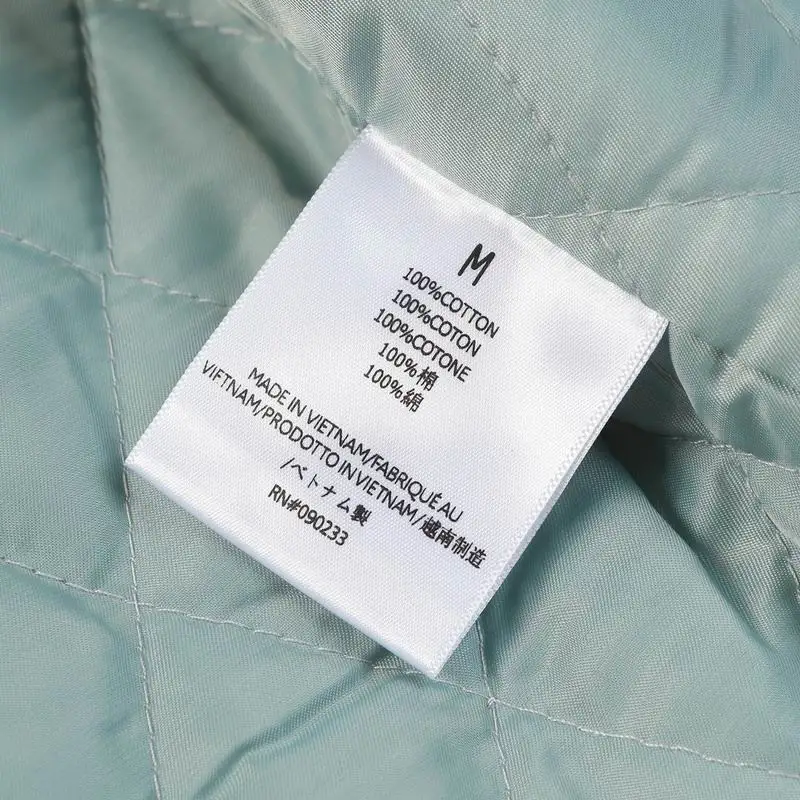 M
100%COTTON
100%COTON
100%COTONE
100%棉
100%綿
MADE IN VIETNAM/FABRIQUÉ AU
VIETNAM/PRODOTTO IN VIETNAM/越南制造
/ベトナム製
RN#090233